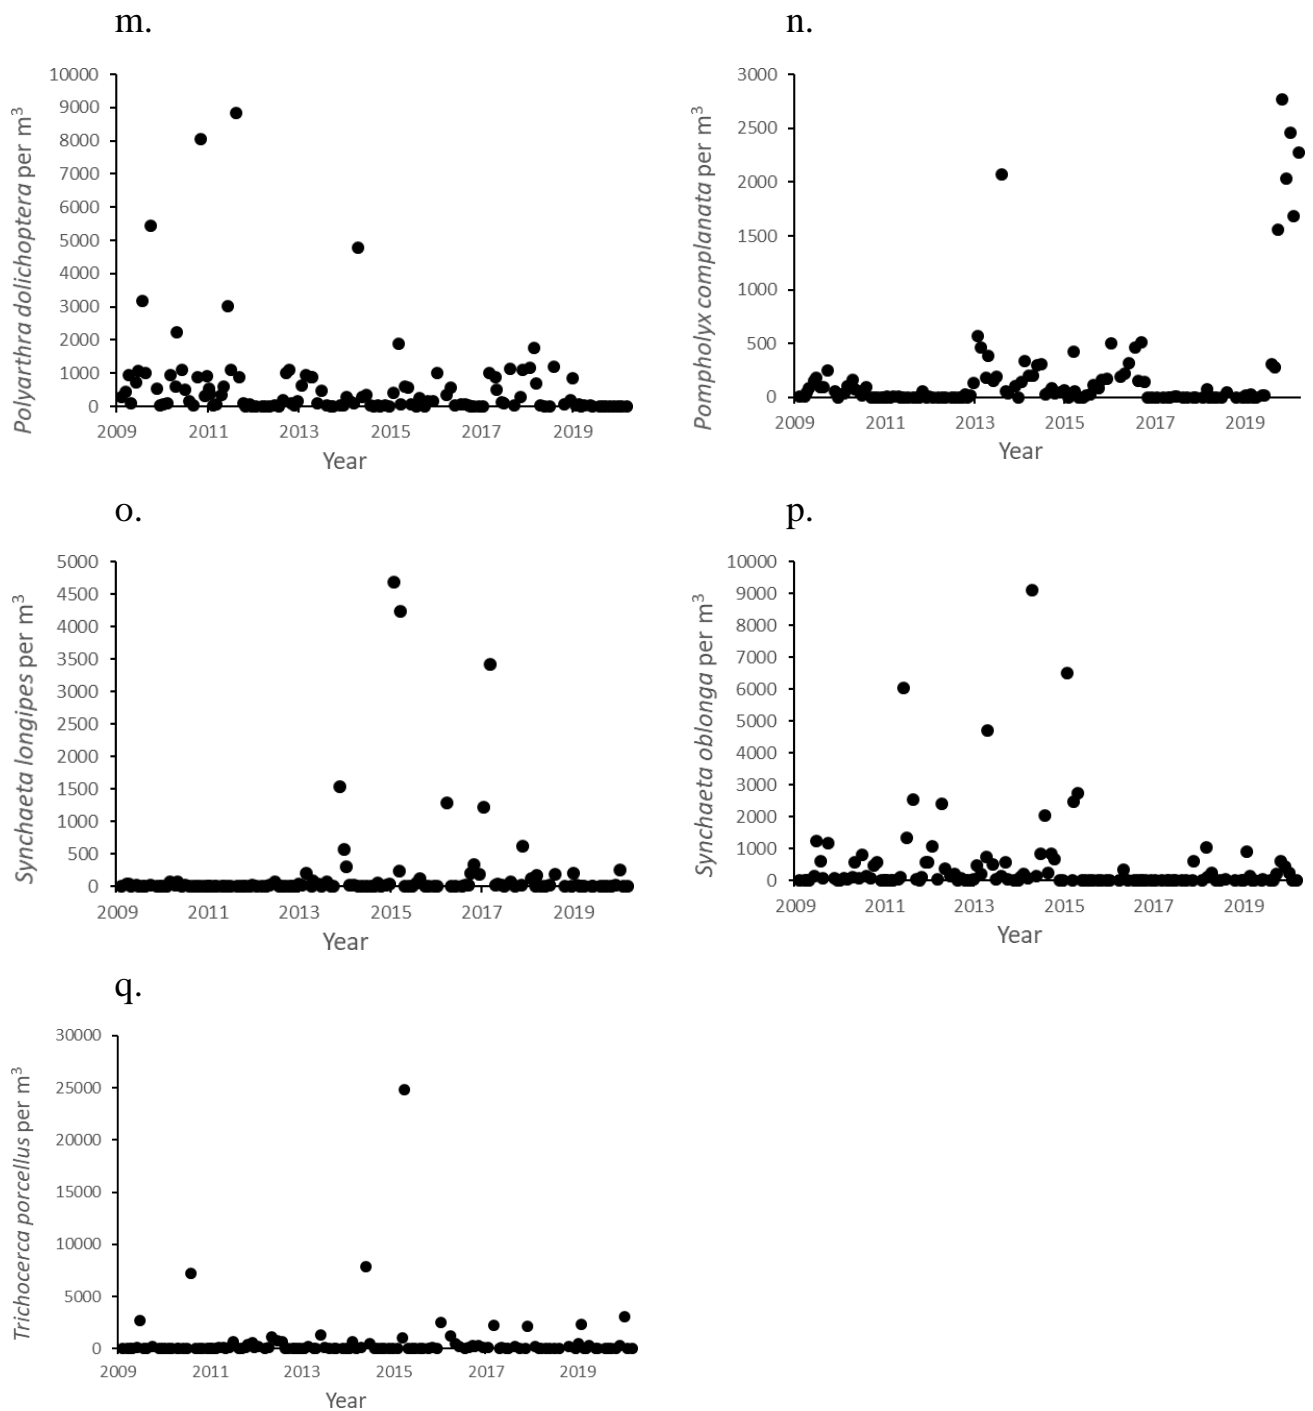 m.
Polyarthra dolichoptera per m³
10000
9000
8000
7000
6000
5000
4000
3000
2000
1000
0
2009 2011 2013 2015 2017 2019
Year
n.
Pompholyx complanata per m³
3000
2500
2000
1500
1000
500
0
2009 2011 2013 2015 2017 2019
Year
o.
Synchaeta longipes per m³
5000
4500
4000
3500
3000
2500
2000
1500
1000
500
0
2009 2011 2013 2015 2017 2019
Year
p.
Synchaeta oblonga per m³
10000
9000
8000
7000
6000
5000
4000
3000
2000
1000
0
2009 2011 2013 2015 2017 2019
Year
q.
Trichocerca porcellus per m³
30000
25000
20000
15000
10000
5000
0
2009 2011 2013 2015 2017 2019
Year